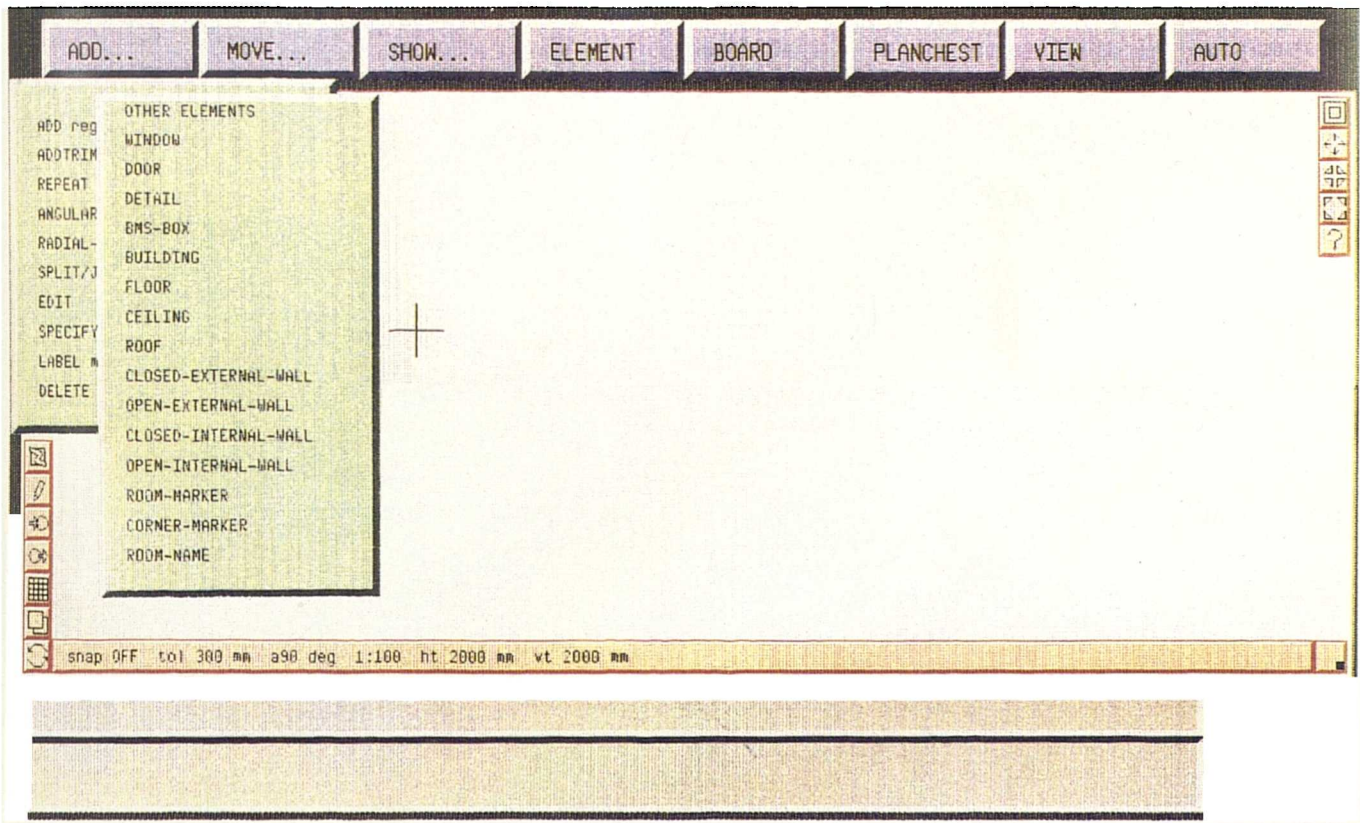 ADD... MOVE... SHOW... ELEMENT BOARD PLANCHEST VIEW AUTO
ADD reg
ADDTRIM
REPEAT
ANGULAR
RADIAL-
SPLIT/J
EDIT
SPECIFY
LABEL m
DELETE
OTHER ELEMENTS
WINDOW
DOOR
DETAIL
BMS-BOX
BUILDING
FLOOR
CEILING
ROOF
CLOSED-EXTERNAL-WALL
OPEN-EXTERNAL-WALL
CLOSED-INTERNAL-WALL
OPEN-INTERNAL-WALL
ROOM-MARKER
CORNER-MARKER
ROOM-NAME
?
snap OFF tol 300 mm a90 deg 1:100 ht 2000 mm vt 2000 mm